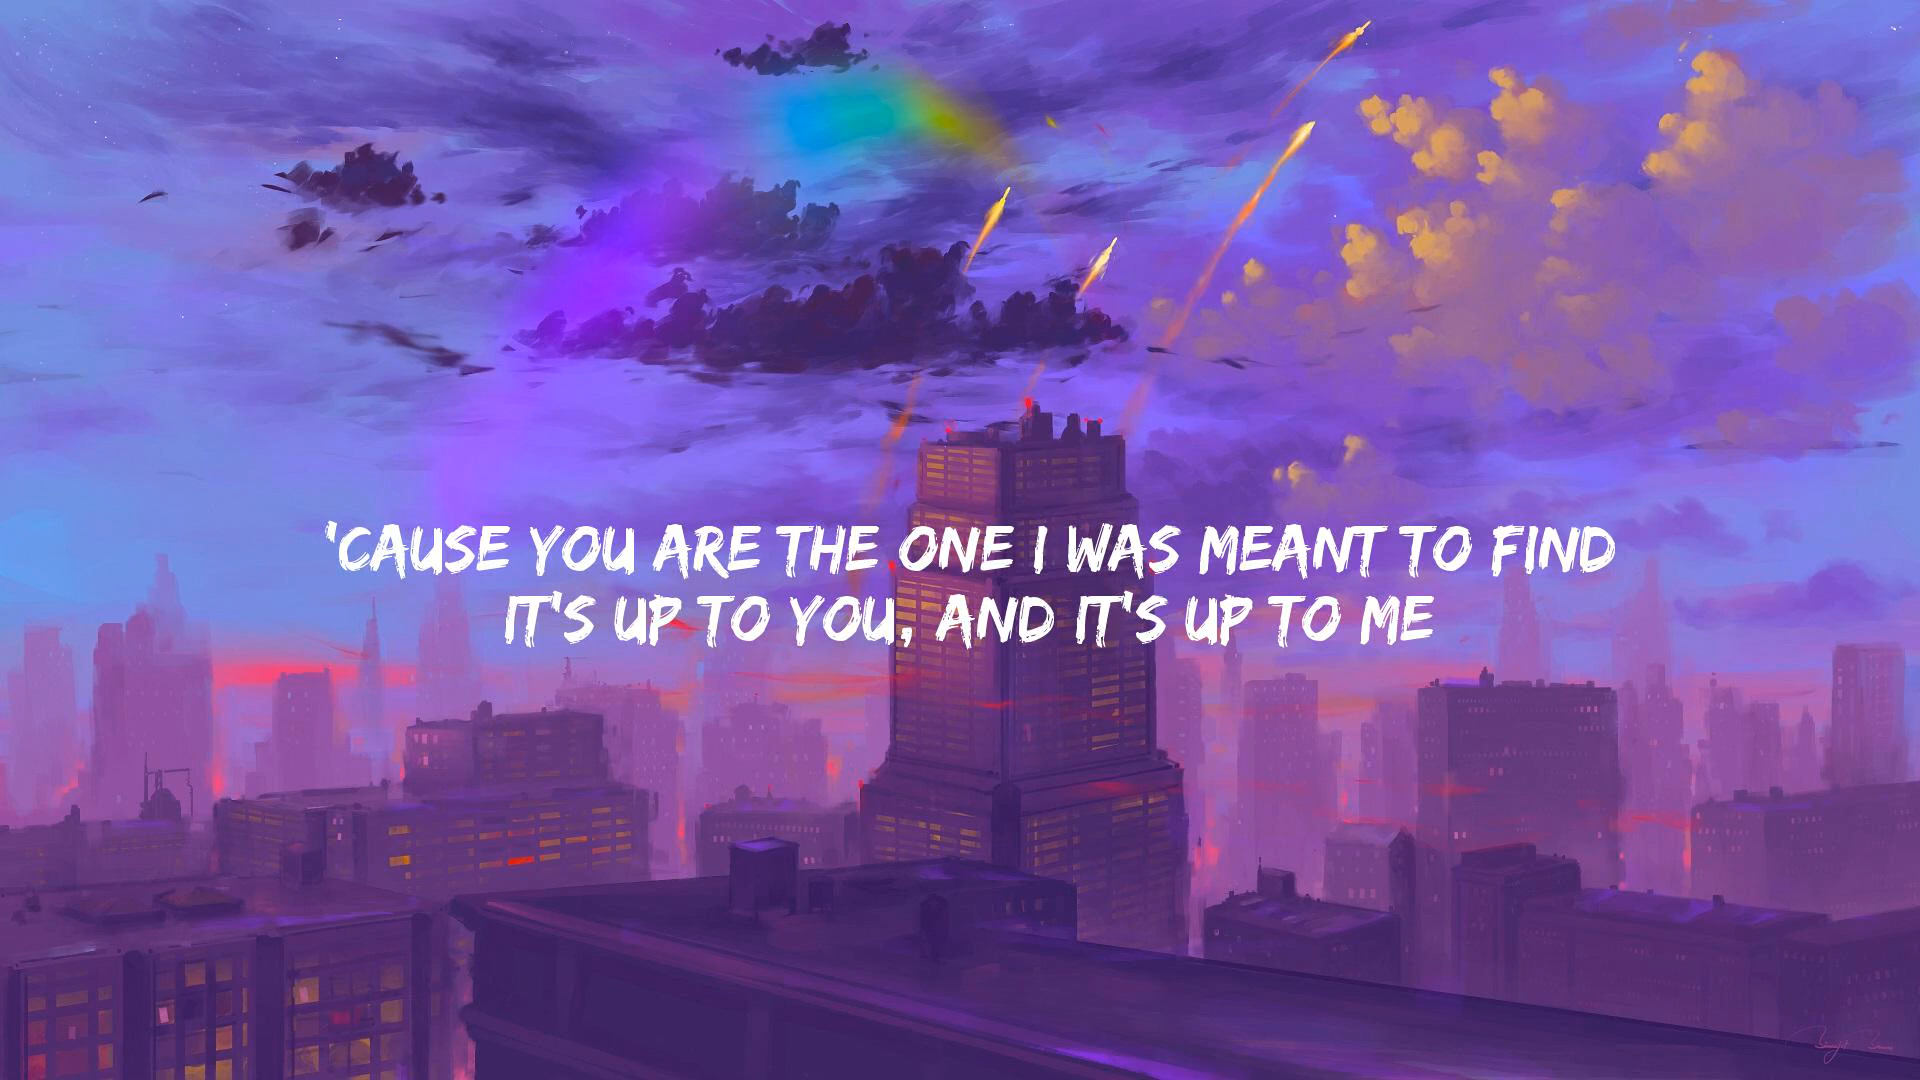 'CAUSE YOU ARE THE ONE I WAS MEANT TO FIND
IT'S UP TO YOU, AND IT'S UP TO ME